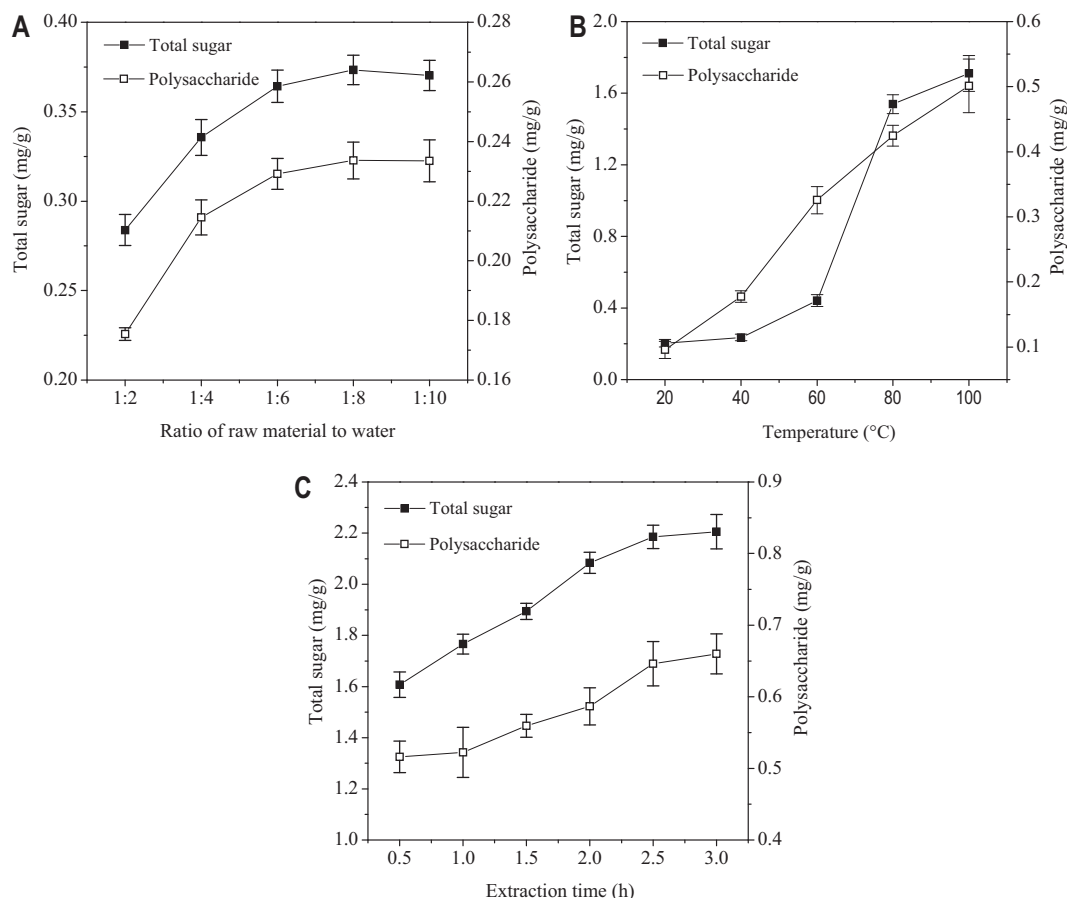 A
Total sugar
Polysaccharide
Total sugar (mg/g)
0.40
0.35
0.30
0.25
0.20
Polysaccharide (mg/g)
0.28
0.26
0.24
0.22
0.20
0.18
0.16
1:2 1:4 1:6 1:8 1:10
Ratio of raw material to water
B
Total sugar
Polysaccharide
Total sugar (mg/g)
2.0
1.6
1.2
0.8
0.4
0.0
Polysaccharide (mg/g)
0.6
0.5
0.4
0.3
0.2
0.1
20 40 60 80 100
Temperature (°C)
C
Total sugar
Polysaccharide
Total sugar (mg/g)
2.4
2.2
2.0
1.8
1.6
1.4
1.2
1.0
Polysaccharide (mg/g)
0.9
0.8
0.7
0.6
0.5
0.4
0.5 1.0 1.5 2.0 2.5 3.0
Extraction time (h)